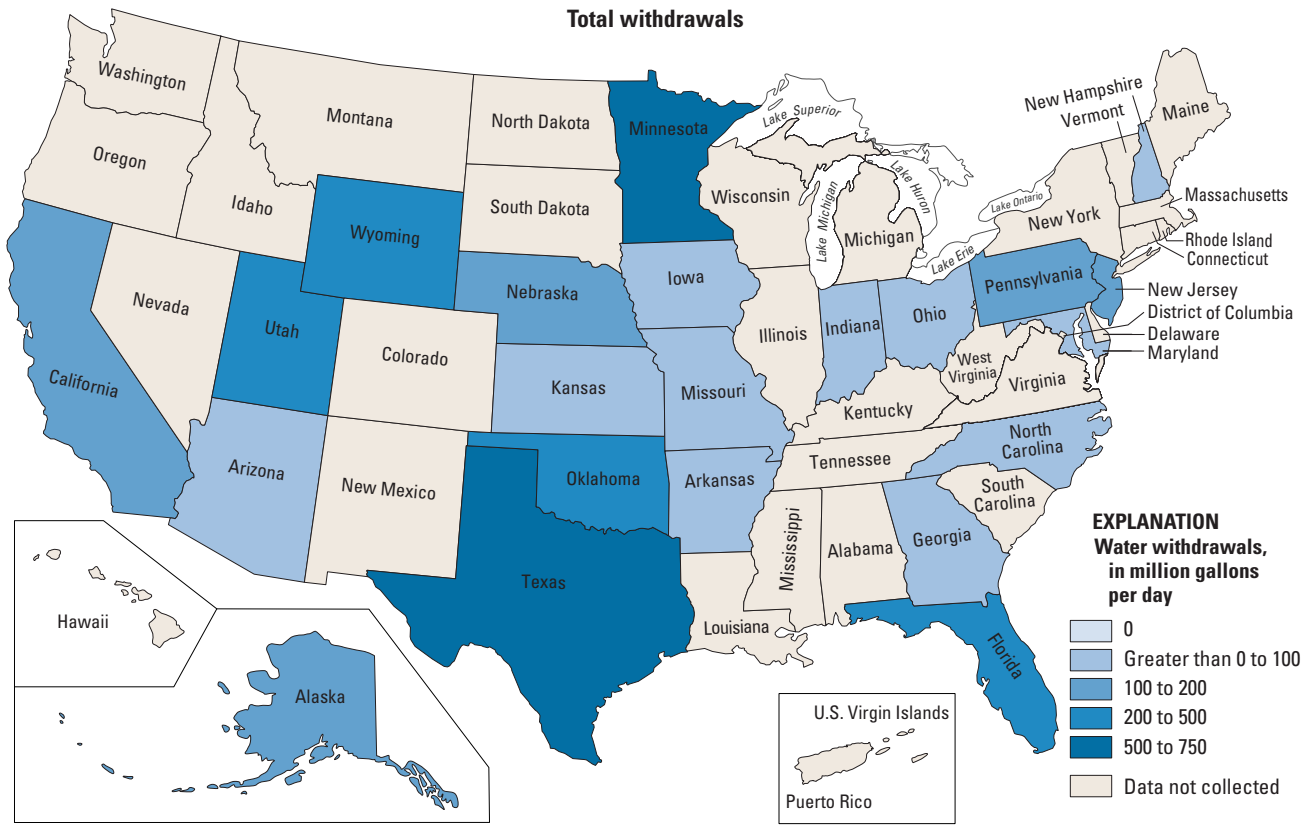 Total withdrawals
Washington
Oregon
Idaho
Montana
North Dakota
South Dakota
Minnesota
Wisconsin
Michigan
Lake Superior
Lake Michigan
Lake Huron
Lake Erie
Lake Ontario
New York
New Hampshire
Vermont
Maine
Massachusetts
Rhode Island
Connecticut
New Jersey
District of Columbia
Delaware
Maryland
Pennsylvania
Wyoming
Nebraska
Iowa
Illinois
Indiana
Ohio
West
Virginia
Virginia
Nevada
Utah
Colorado
Kansas
Missouri
Kentucky
California
Arizona
New Mexico
Oklahoma
Arkansas
Tennessee
North
Carolina
South
Carolina
Texas
Louisiana
Mississippi
Alabama
Georgia
Florida
Hawaii
Alaska
U.S. Virgin Islands
Puerto Rico
EXPLANATION
Water withdrawals,
in million gallons
per day
0
Greater than 0 to 100
100 to 200
200 to 500
500 to 750
Data not collected